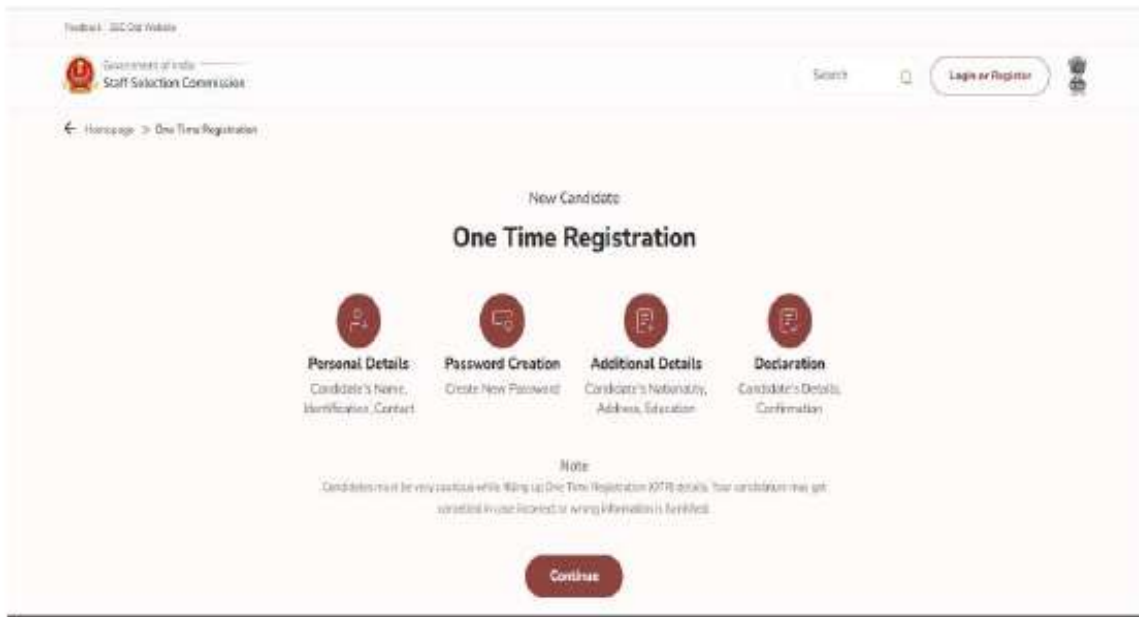 Feedback SSC Old Website
Government of India
Staff Selection Commission
Search
Login or Register
Homepage > One Time Registration
New Candidate
One Time Registration
Personal Details
Candidate's Name,
Identification, Contact
Password Creation
Create New Password
Additional Details
Candidate's Nationality,
Address, Education
Declaration
Candidate's Details,
Confirmation
Note
Candidates must be very cautious while filling up One Time Registration (OTR) details. Your candidature may get
cancelled in case incorrect or wrong information is furnished.
Continue